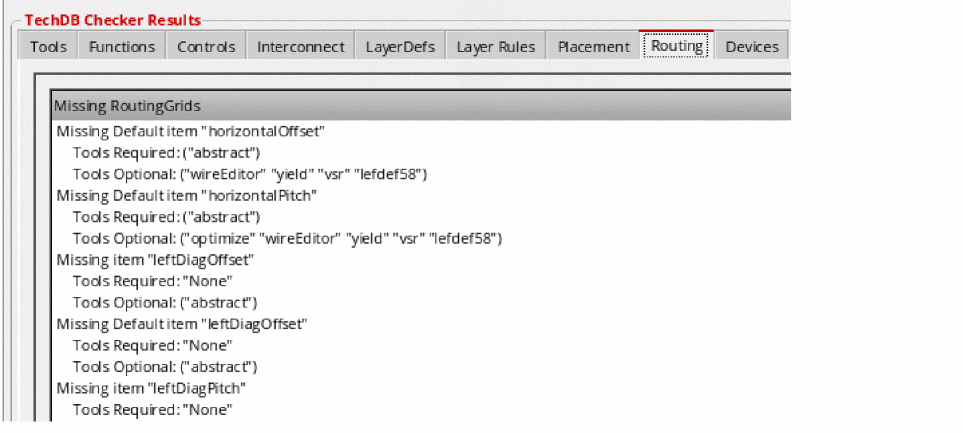 TechDB Checker Results
Tools Functions Controls Interconnect LayerDefs Layer Rules Placement Routing Devices
Missing RoutingGrids
Missing Default item "horizontalOffset"
Tools Required: ("abstract")
Tools Optional: ("wireEditor" "yield" "vsr" "lefdef58")
Missing Default item "horizontalPitch"
Tools Required: ("abstract")
Tools Optional: ("optimize" "wireEditor" "yield" "vsr" "lefdef58")
Missing item "leftDiagOffset"
Tools Required: "None"
Tools Optional: ("abstract")
Missing Default item "leftDiagOffset"
Tools Required: "None"
Tools Optional: ("abstract")
Missing item "leftDiagPitch"
Tools Required: "None"